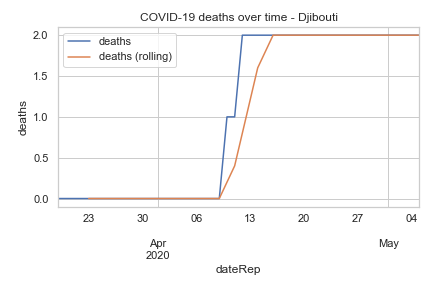 COVID-19 deaths over time - Djibouti
deaths
deaths (rolling)
2.0
1.5
1.0
0.5
0.0
deaths
23 30 06 13 20 27 04
Apr May
2020
dateRep